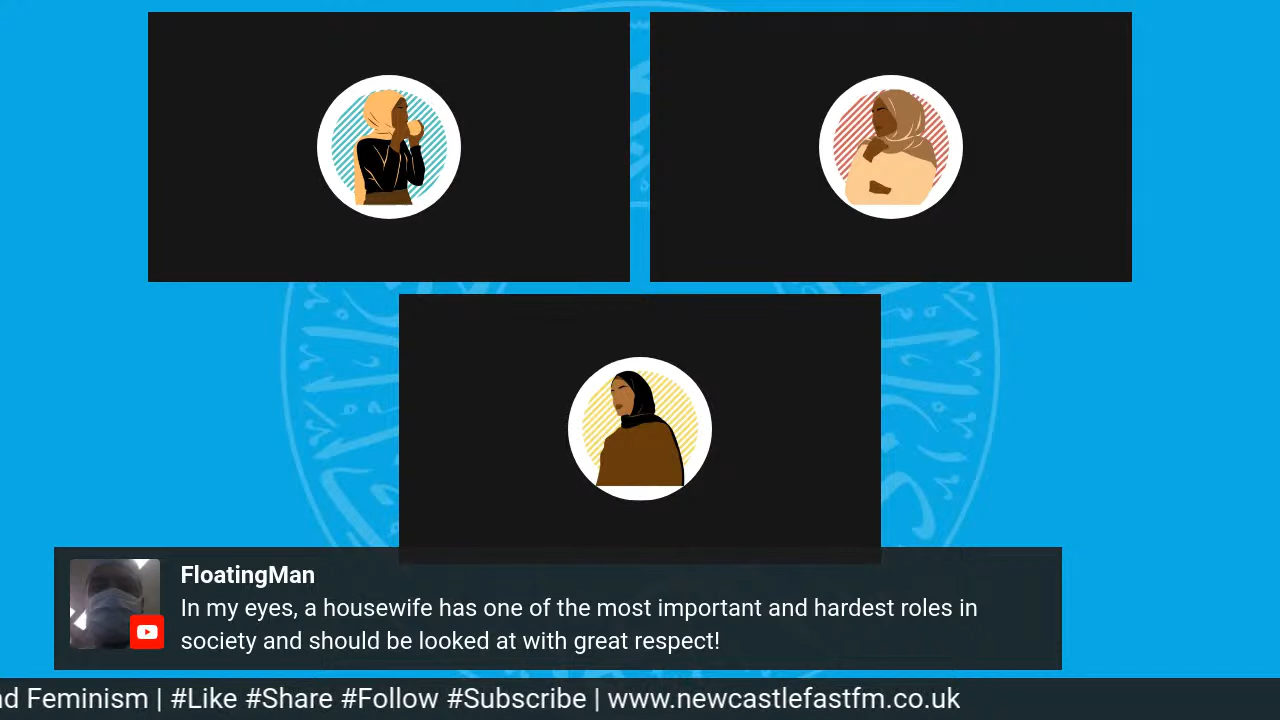 FloatingMan
In my eyes, a housewife has one of the most important and hardest roles in
society and should be looked at with great respect!
d Feminism | #Like #Share #Follow #Subscribe | www.newcastlefastfm.co.uk